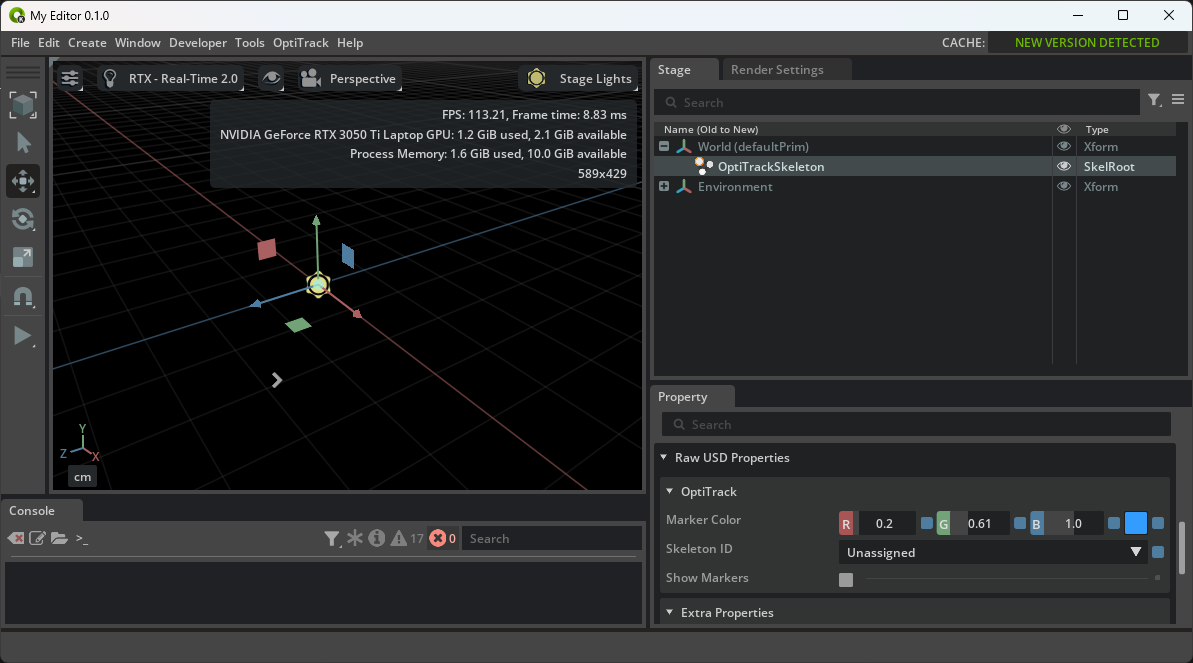 My Editor 0.1.0
File Edit Create Window Developer Tools OptiTrack Help
CACHE: NEW VERSION DETECTED
RTX - Real-Time 2.0
Perspective
Stage Lights
FPS: 113.21, Frame time: 8.83 ms
NVIDIA GeForce RTX 3050 Ti Laptop GPU: 1.2 GiB used, 2.1 GiB available
Process Memory: 1.6 GiB used, 10.0 GiB available
589x429
Y
Z
X
cm
Stage
Render Settings
Search
Name (Old to New) Type
World (defaultPrim) Xform
OptiTrackSkeleton SkelRoot
Environment Xform
Property
Search
Raw USD Properties
OptiTrack
Marker Color R 0.2 G 0.61 B 1.0
Skeleton ID Unassigned
Show Markers
Extra Properties
Console
>_
17
0
Search